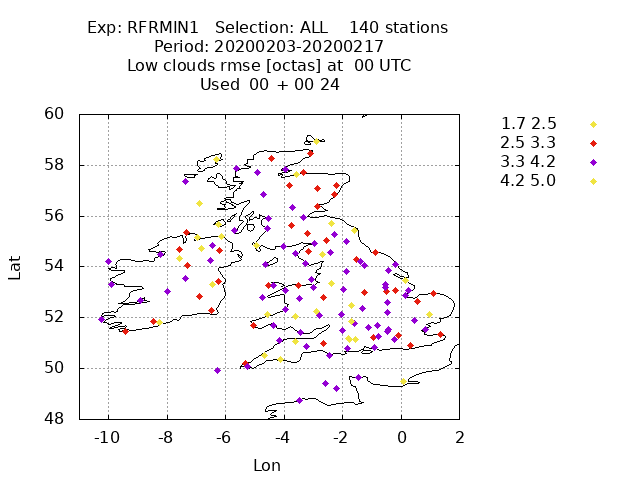 Exp: RFRMIN1 Selection: ALL 140 stations
Period: 20200203-20200217
Low clouds rmse [octas] at 00 UTC
Used 00 + 00 24
1.7 2.5
2.5 3.3
3.3 4.2
4.2 5.0
Lat
60
58
56
54
52
50
48
-10 -8 -6 -4 -2 0 2
Lon